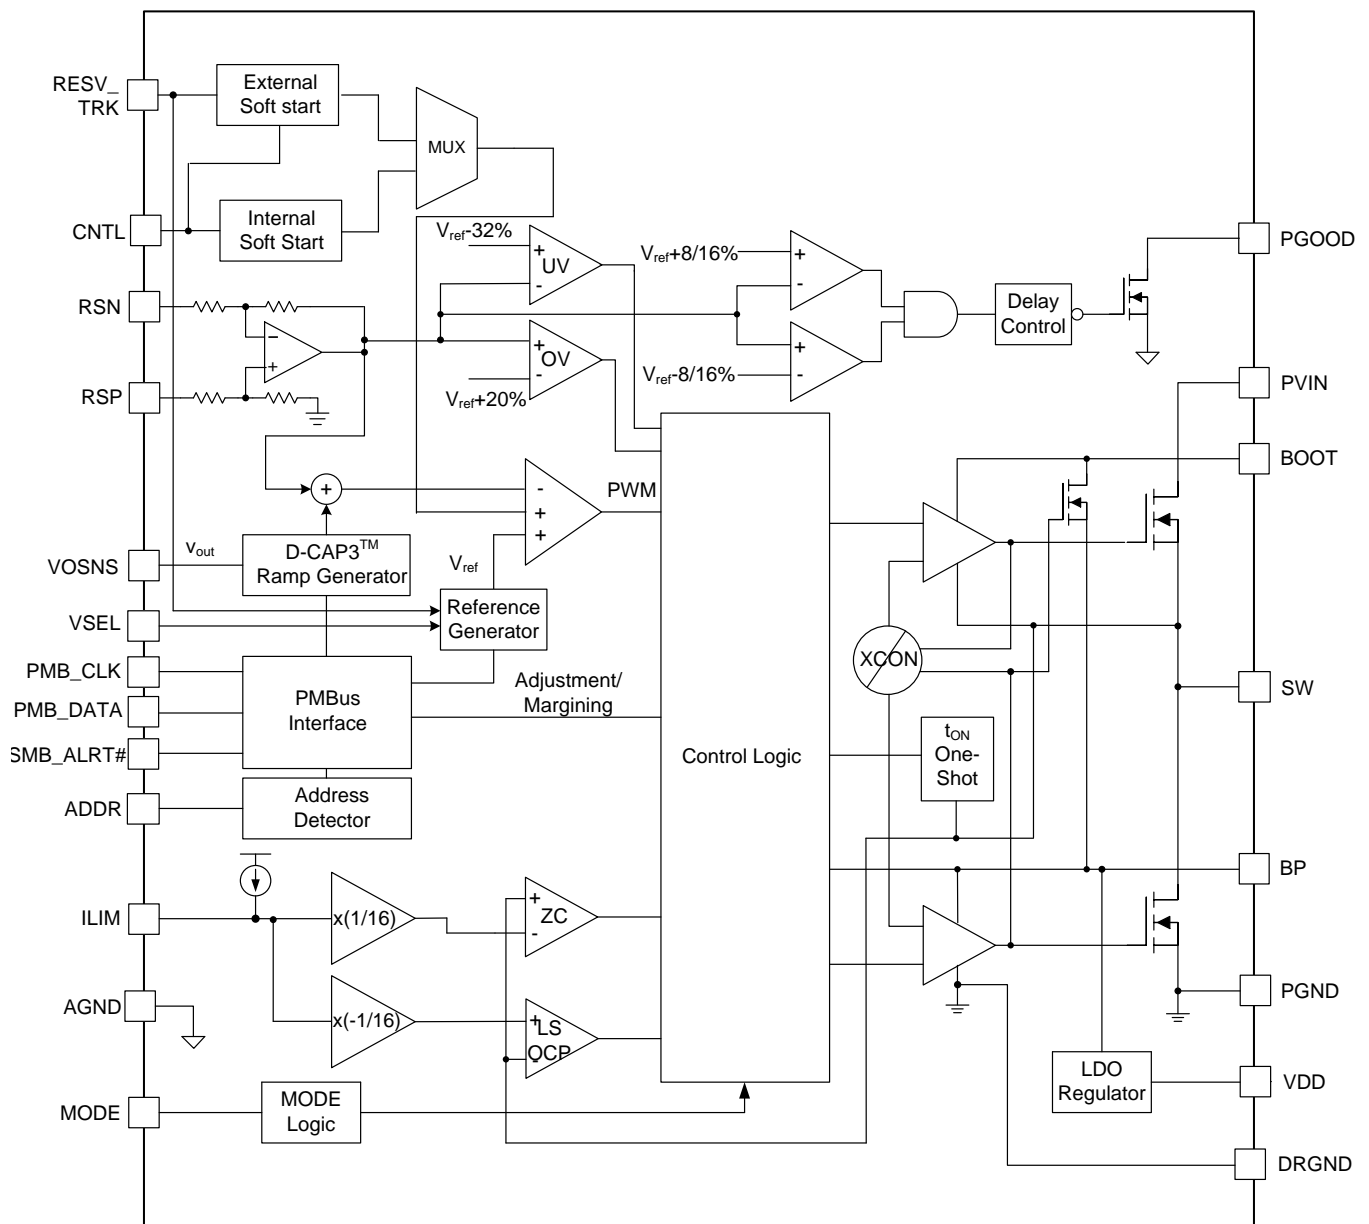 RESV_
TRK
External
Soft start
MUX
CNTL
Internal
Soft Start
Vref-32%
+
UV
-
Vref+8/16%
+
-
PGOOD
RSN
-
+
Delay
Control
+
OV
-
Vref+20%
+
-
Vref-8/16%
RSP
PVIN
BOOT
+
-
+
+
PWM
vout
D-CAP3TM
Ramp Generator
VOSNS
Vref
VSEL
Reference
Generator
PMB_CLK
PMB_DATA
SMB_ALRT#
PMBus
Interface
Adjustment/
Margining
XCON
SW
Control Logic
tON
One-
Shot
ADDR
Address
Detector
BP
ILIM
x(1/16)
+
ZC
-
AGND
x(-1/16)
+
LS
OCP
-
PGND
LDO
Regulator
VDD
MODE
MODE
Logic
DRGND